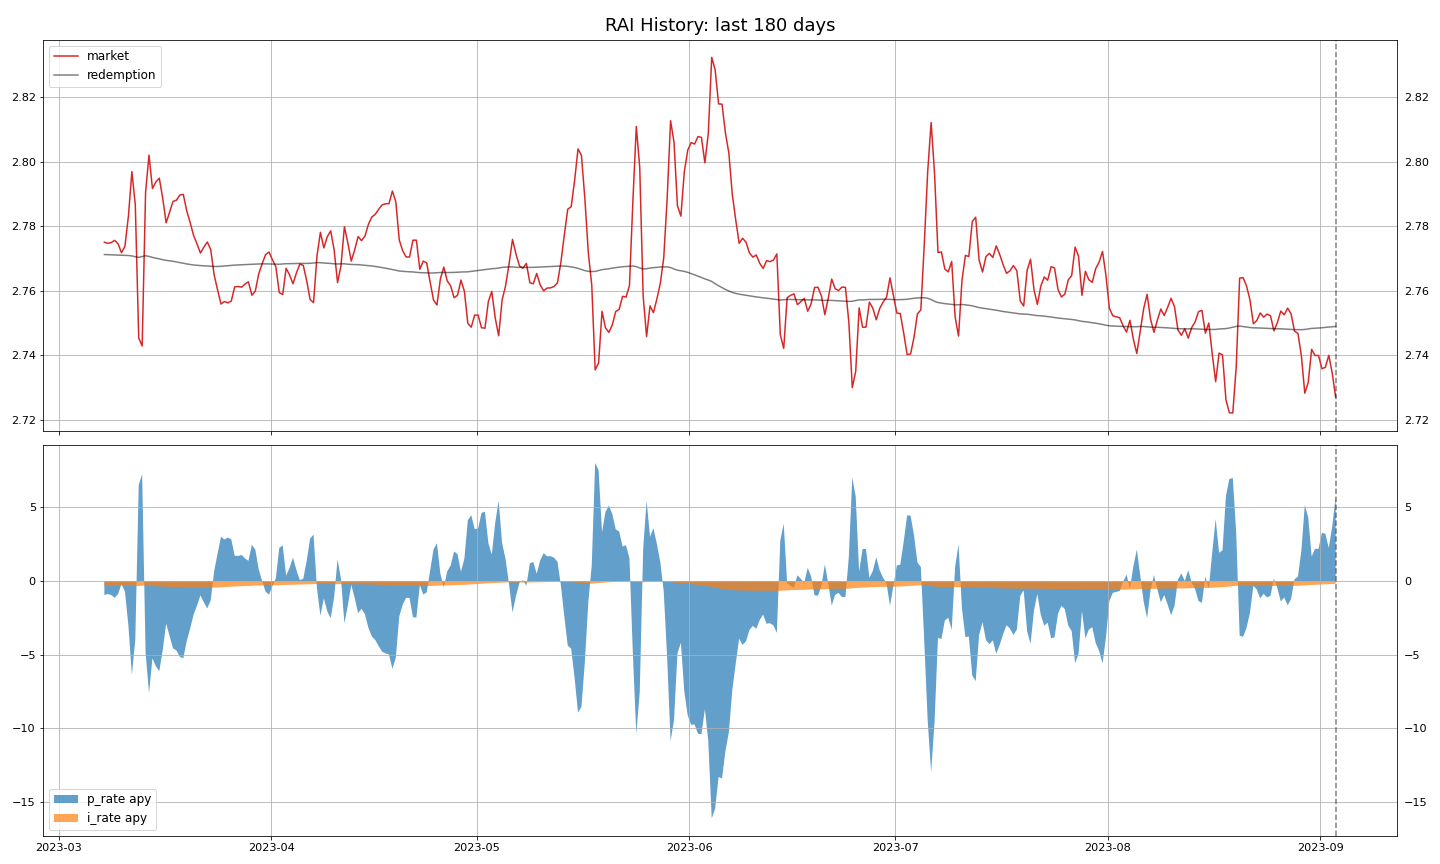 RAI History: last 180 days
market
redemption
2.82 2.82
2.80 2.80
2.78 2.78
2.76 2.76
2.74 2.74
2.72 2.72
5 5
0 0
−5 −5
−10 −10
−15 −15
p_rate apy
i_rate apy
2023-03 2023-04 2023-05 2023-06 2023-07 2023-08 2023-09